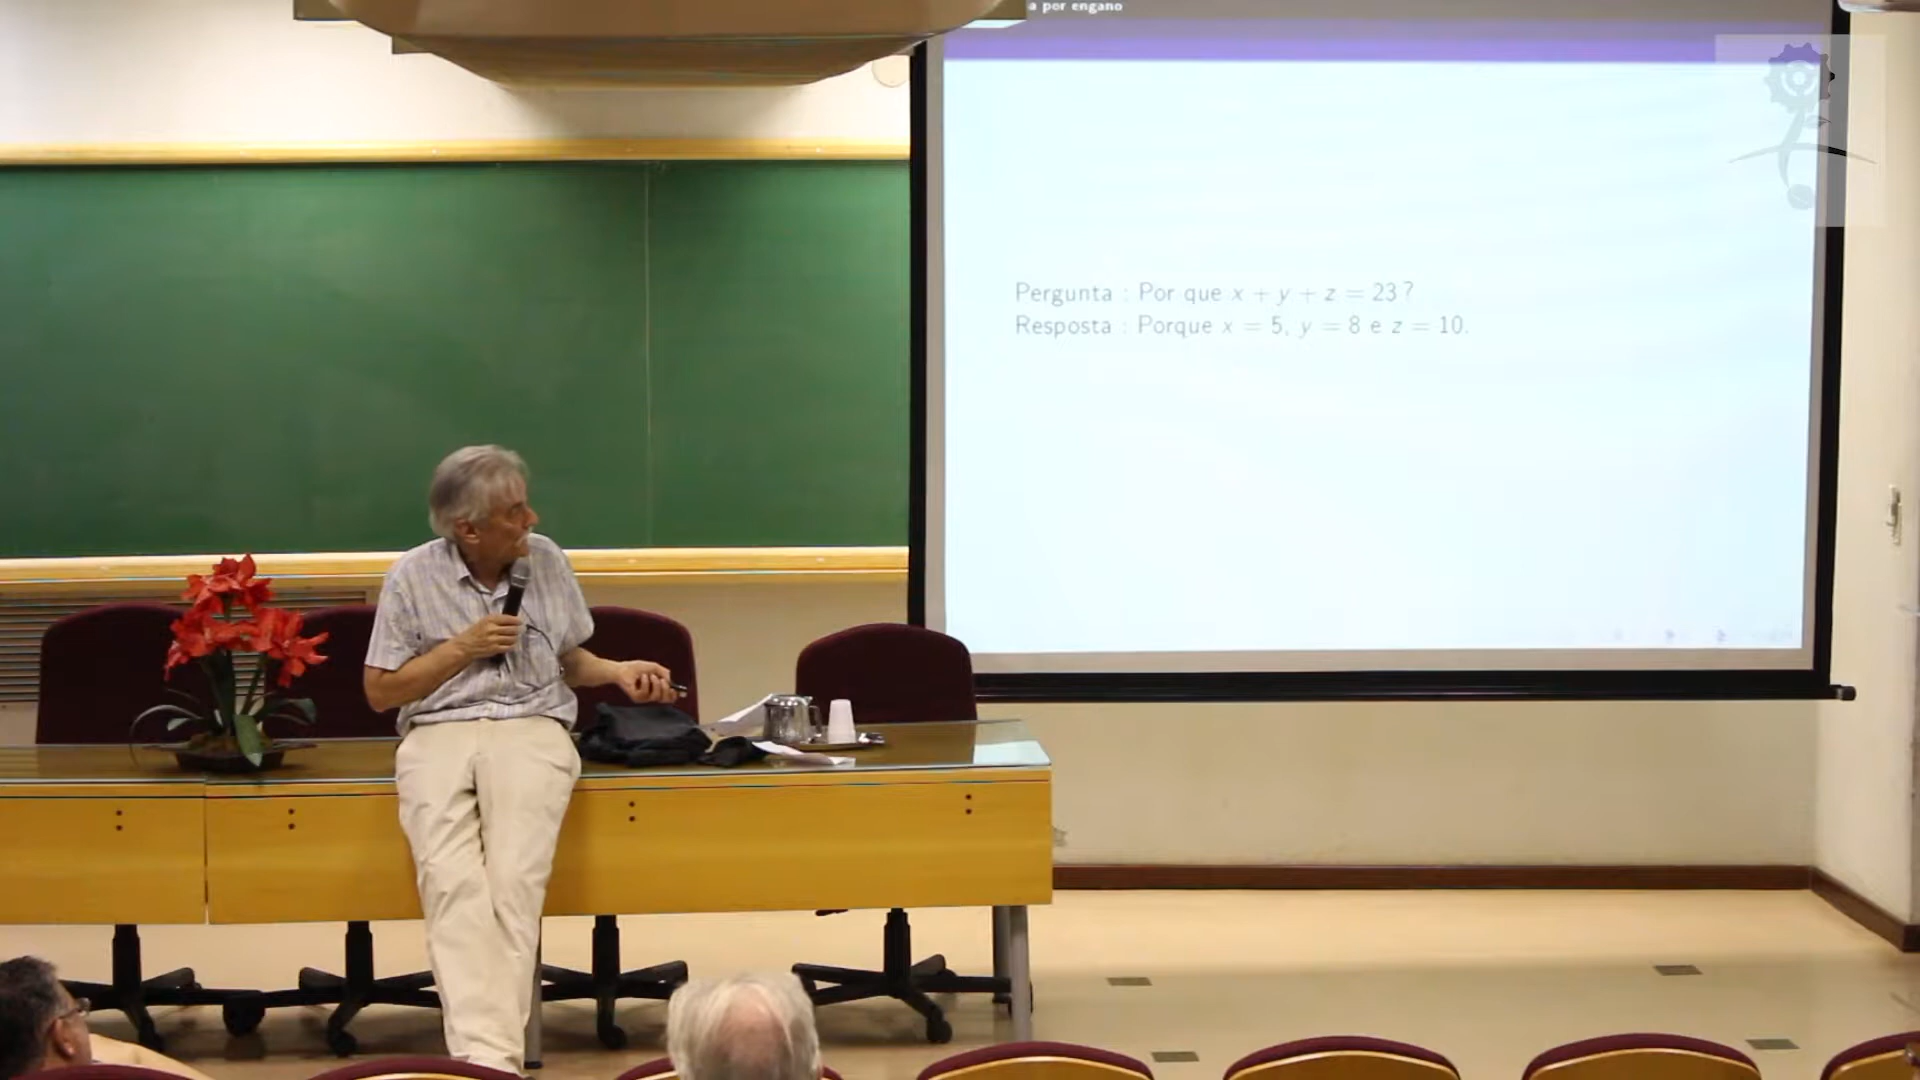 a por engano
Pergunta : Por que x + y + z = 23 ?
Resposta : Porque x = 5, y = 8 e z = 10.